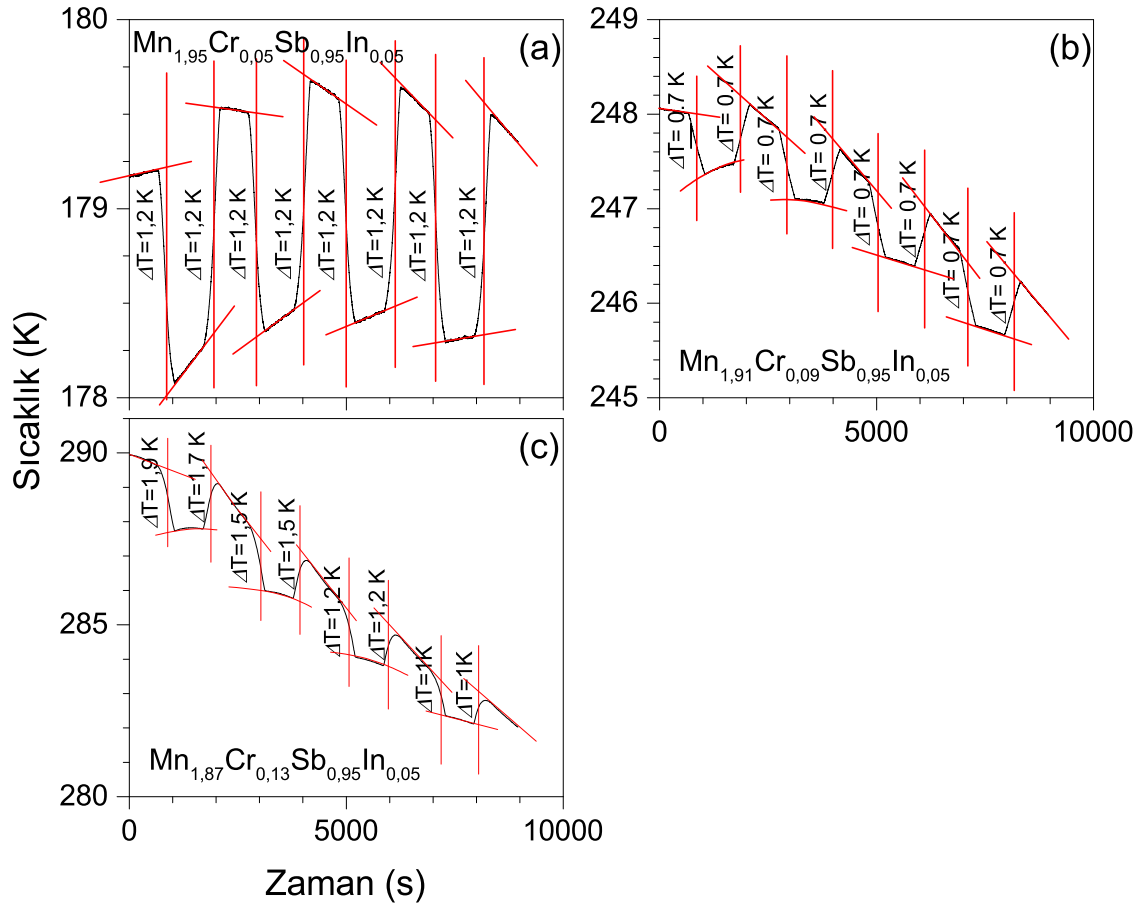 Sıcaklık (K)
180
179
178
Mn1,95Cr0,05Sb0,95In0,05
(a)
ΔT=1,2 K
ΔT=1,2 K
ΔT=1,2 K
ΔT=1,2 K
ΔT=1,2 K
ΔT=1,2 K
ΔT=1,2 K
ΔT=1,2 K
249
248
247
246
245
(b)
ΔT= 0.7 K
ΔT= 0.7 K
ΔT= 0.7 K
ΔT= 0.7 K
ΔT= 0.7 K
ΔT= 0.7 K
ΔT= 0.7 K
ΔT= 0.7 K
Mn1,91Cr0,09Sb0,95In0,05
0
5000
10000
290
285
280
(c)
ΔT=1,9 K
ΔT=1,7 K
ΔT=1,5 K
ΔT=1,5 K
ΔT=1,2 K
ΔT=1,2 K
ΔT=1K
ΔT=1K
Mn1,87Cr0,13Sb0,95In0,05
0
5000
10000
Zaman (s)